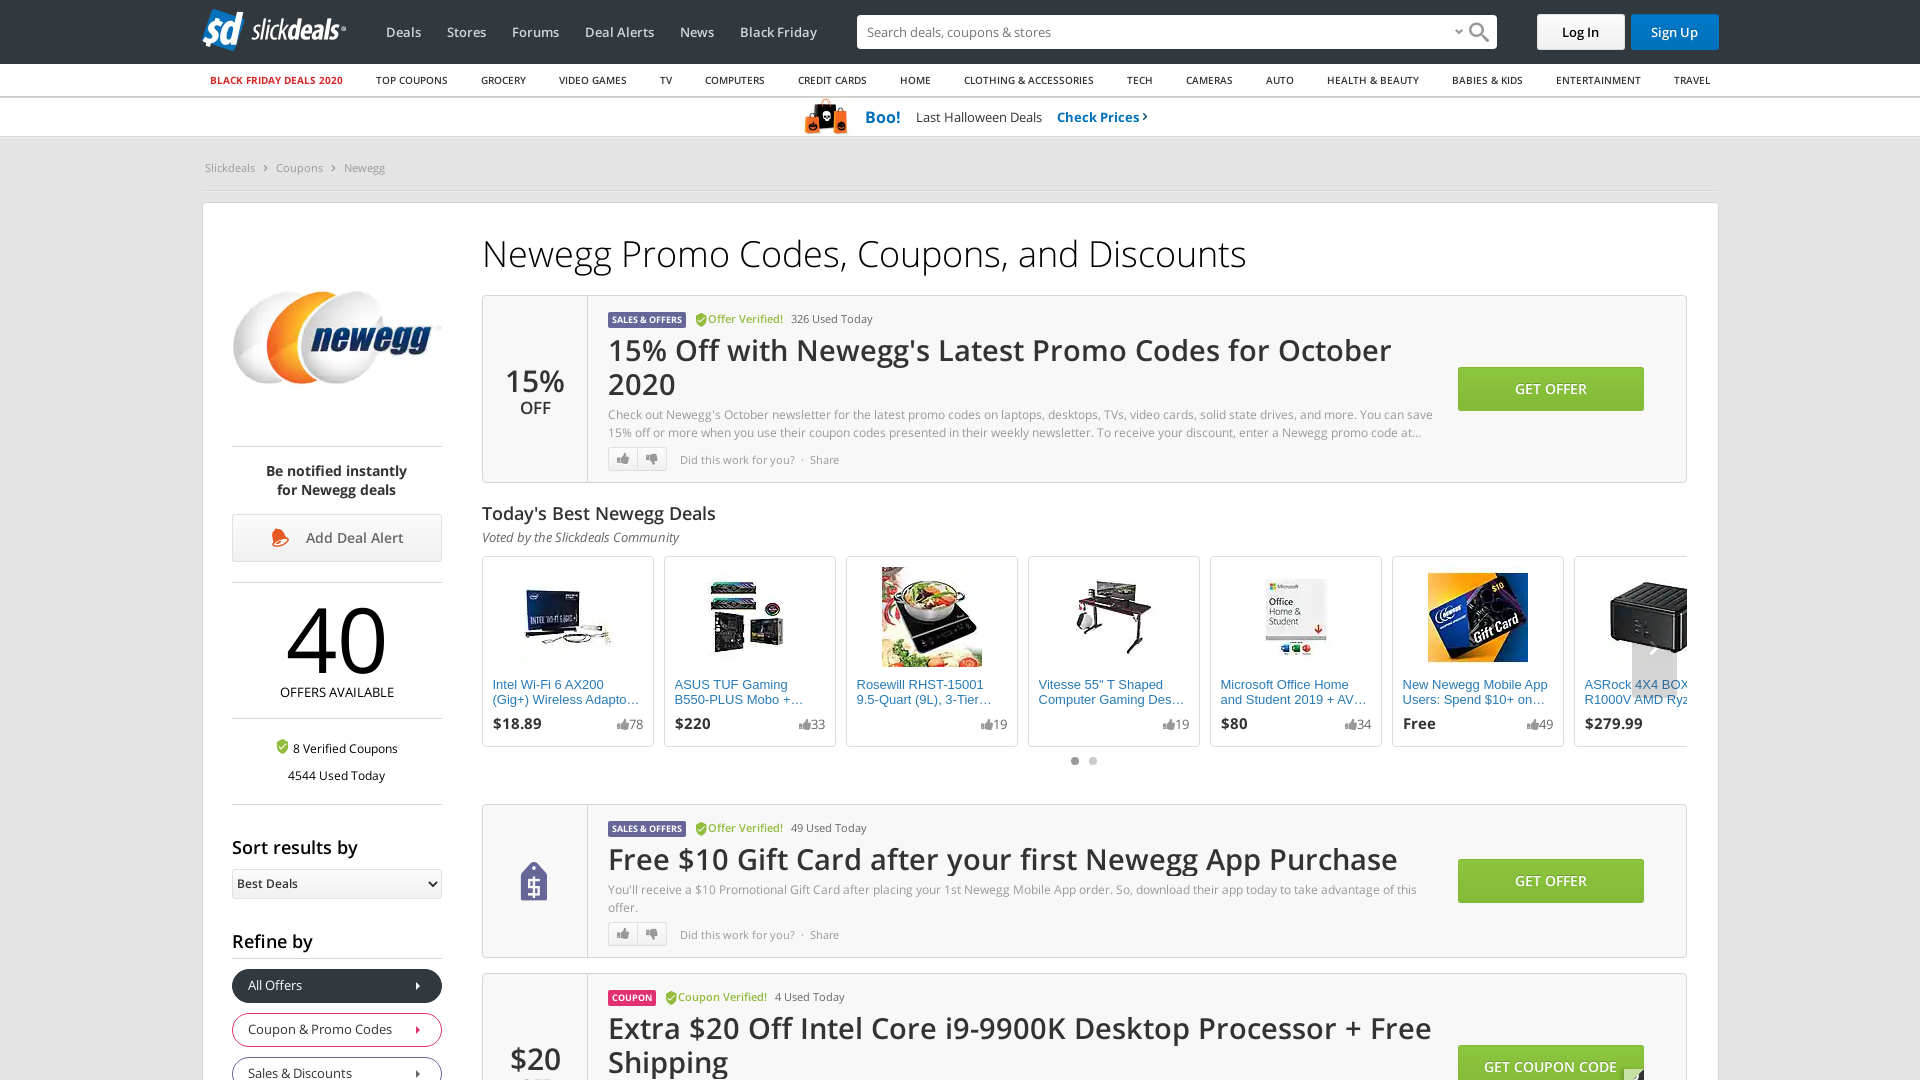 slickdeals
Deals Stores Forums Deal Alerts News Black Friday
Search deals, coupons & stores
Log In Sign Up
BLACK FRIDAY DEALS 2020 TOP COUPONS GROCERY VIDEO GAMES TV COMPUTERS CREDIT CARDS HOME CLOTHING & ACCESSORIES TECH CAMERAS AUTO HEALTH & BEAUTY BABIES & KIDS ENTERTAINMENT TRAVEL
Boo! Last Halloween Deals Check Prices
Slickdeals Coupons Newegg
newegg
Be notified instantly
for Newegg deals
Add Deal Alert
40
OFFERS AVAILABLE
8 Verified Coupons
4544 Used Today
Sort results by
Best Deals
Refine by
All Offers
Coupon & Promo Codes
Sales & Discounts
Newegg Promo Codes, Coupons, and Discounts
15%
OFF
SALES & OFFERS Offer Verified! 326 Used Today
15% Off with Newegg's Latest Promo Codes for October
2020
Check out Newegg's October newsletter for the latest promo codes on laptops, desktops, TVs, video cards, solid state drives, and more. You can save
15% off or more when you use their coupon codes presented in their weekly newsletter. To receive your discount, enter a Newegg promo code at...
Did this work for you? · Share
GET OFFER
Today's Best Newegg Deals
Voted by the Slickdeals Community
Intel Wi-Fi 6 AX200
(Gig+) Wireless Adapto…
$18.89 78
ASUS TUF Gaming
B550-PLUS Mobo +…
$220 33
Rosewill RHST-15001
9.5-Quart (9L), 3-Tier…
19
Vitesse 55" T Shaped
Computer Gaming Des…
19
Microsoft
Office
Home &
Student
Microsoft Office Home
and Student 2019 + AV…
$80 34
$10
Newegg
Gift Card
New Newegg Mobile App
Users: Spend $10+ on…
Free 49
ASRock 4X4 BOX
R1000V AMD Ryz
$279.99
SALES & OFFERS Offer Verified! 49 Used Today
Free $10 Gift Card after your first Newegg App Purchase
You'll receive a $10 Promotional Gift Card after placing your 1st Newegg Mobile App order. So, download their app today to take advantage of this
offer.
Did this work for you? · Share
GET OFFER
$20
COUPON Coupon Verified! 4 Used Today
Extra $20 Off Intel Core i9-9900K Desktop Processor + Free
Shipping
GET COUPON CODE